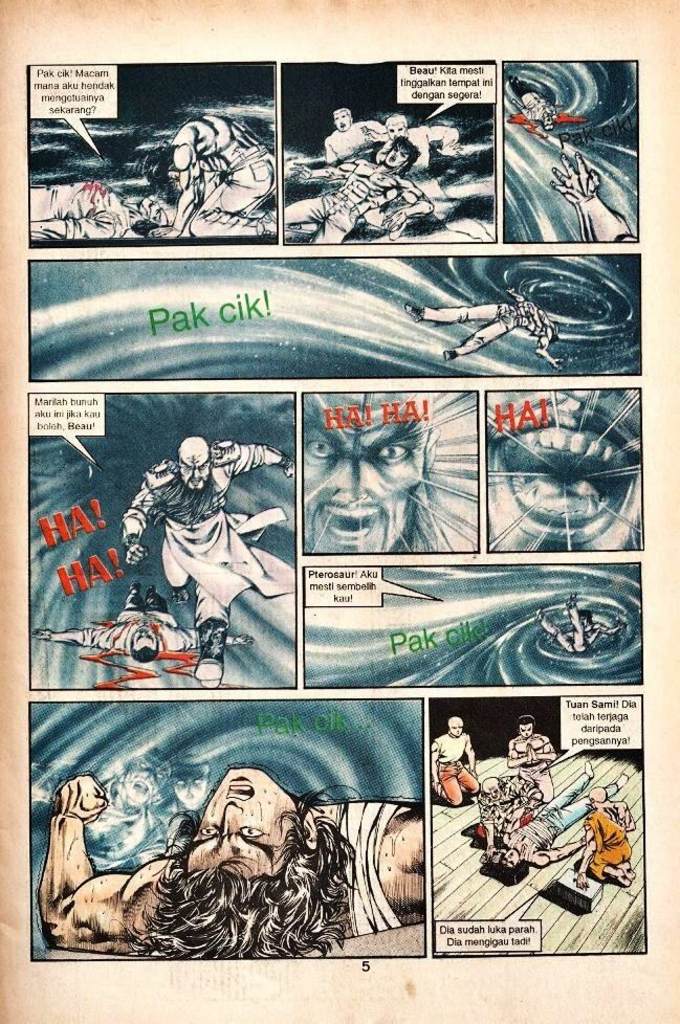 Pak cik! Macam
mana aku hendak
mengetuainya
sekarang?
Beau! Kita mesti
tinggalkan tempat ini
dengan segera!
Pak cik!
Pak cik!
Marilah bunuh
aku ini jika kau
boleh, Beau!
HA!
HA!
HA! HA!
HA!
Pterosaur! Aku
mesti sembelih
kau!
Pak cik!
Pak cik
Tuan Sami! Dia
telah terjaga
daripada
pengsannya!
Dia sudah luka parah.
Dia mengigau tadi!
5